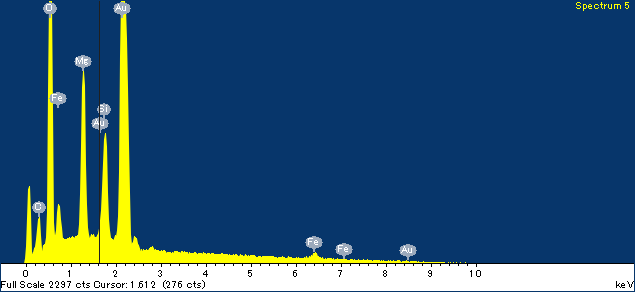 Spectrum 5
O
Au
Mg
Fe
Si
Au
O
Fe
Fe
Au
0 1 2 3 4 5 6 7 8 9 10
Full Scale 2297 cts Cursor: 1.612 (276 cts)
keV